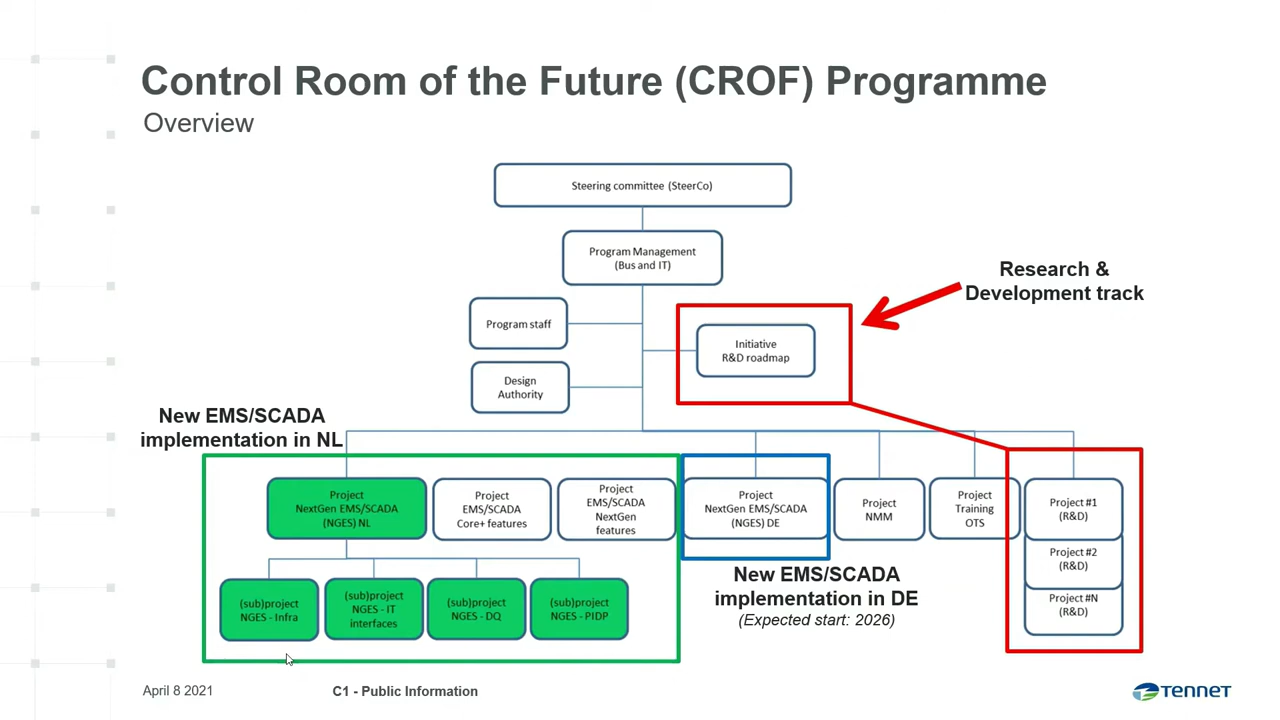 Control Room of the Future (CROF) Programme
Overview
Steering committee (SteerCo)
Program Management
(Bus and IT)
Research &
Development track
Program staff
Initiative
R&D roadmap
Design
Authority
New EMS/SCADA
implementation in NL
Project
NextGen EMS/SCADA
(NGES) NL
Project
EMS/SCADA
Core+ features
Project
EMS/SCADA
NextGen
features
Project
NextGen EMS/SCADA
(NGES) DE
Project
NMM
Project
Training
OTS
Project #1
(R&D)
Project #2
(R&D)
Project #N
(R&D)
New EMS/SCADA
implementation in DE
(Expected start: 2026)
(sub)project
NGES - Infra
(sub)project
NGES - IT
interfaces
(sub)project
NGES - DQ
(sub)project
NGES - PIDP
April 8 2021
C1 - Public Information
TENNET